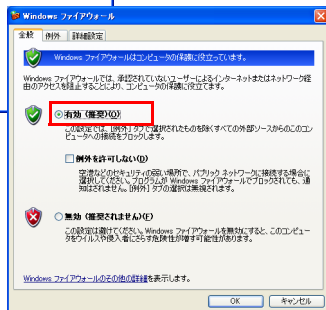 Windows ファイアウォール
全般 例外 詳細設定
Windows ファイアウォールはコンピュータの保護に役立っています。
Windows ファイアウォールでは、承認されていないユーザーによるインターネットまたはネットワーク経
由のアクセスを阻止することにより、コンピュータの保護に役立てます。
有効 (推奨)(O)
この設定では、[例外] タブで選択されたものを除くすべての外部ソースからのこのコン
ピュータへの接続をブロックします。
例外を許可しない(D)
空港などのセキュリティの弱い場所で、パブリック ネットワークに接続する場合に
選択してください。プログラムが Windows ファイアウォールでブロックされても、通
知はされません。[例外] タブの選択は無視されます。
無効 (推奨されません)(F)
この設定は避けてください。Windows ファイアウォールを無効にすると、このコンピュー
タをウイルスや侵入者にさらす危険性が増す可能性があります。
Windows ファイアウォールのその他の詳細を表示します。
OK キャンセル